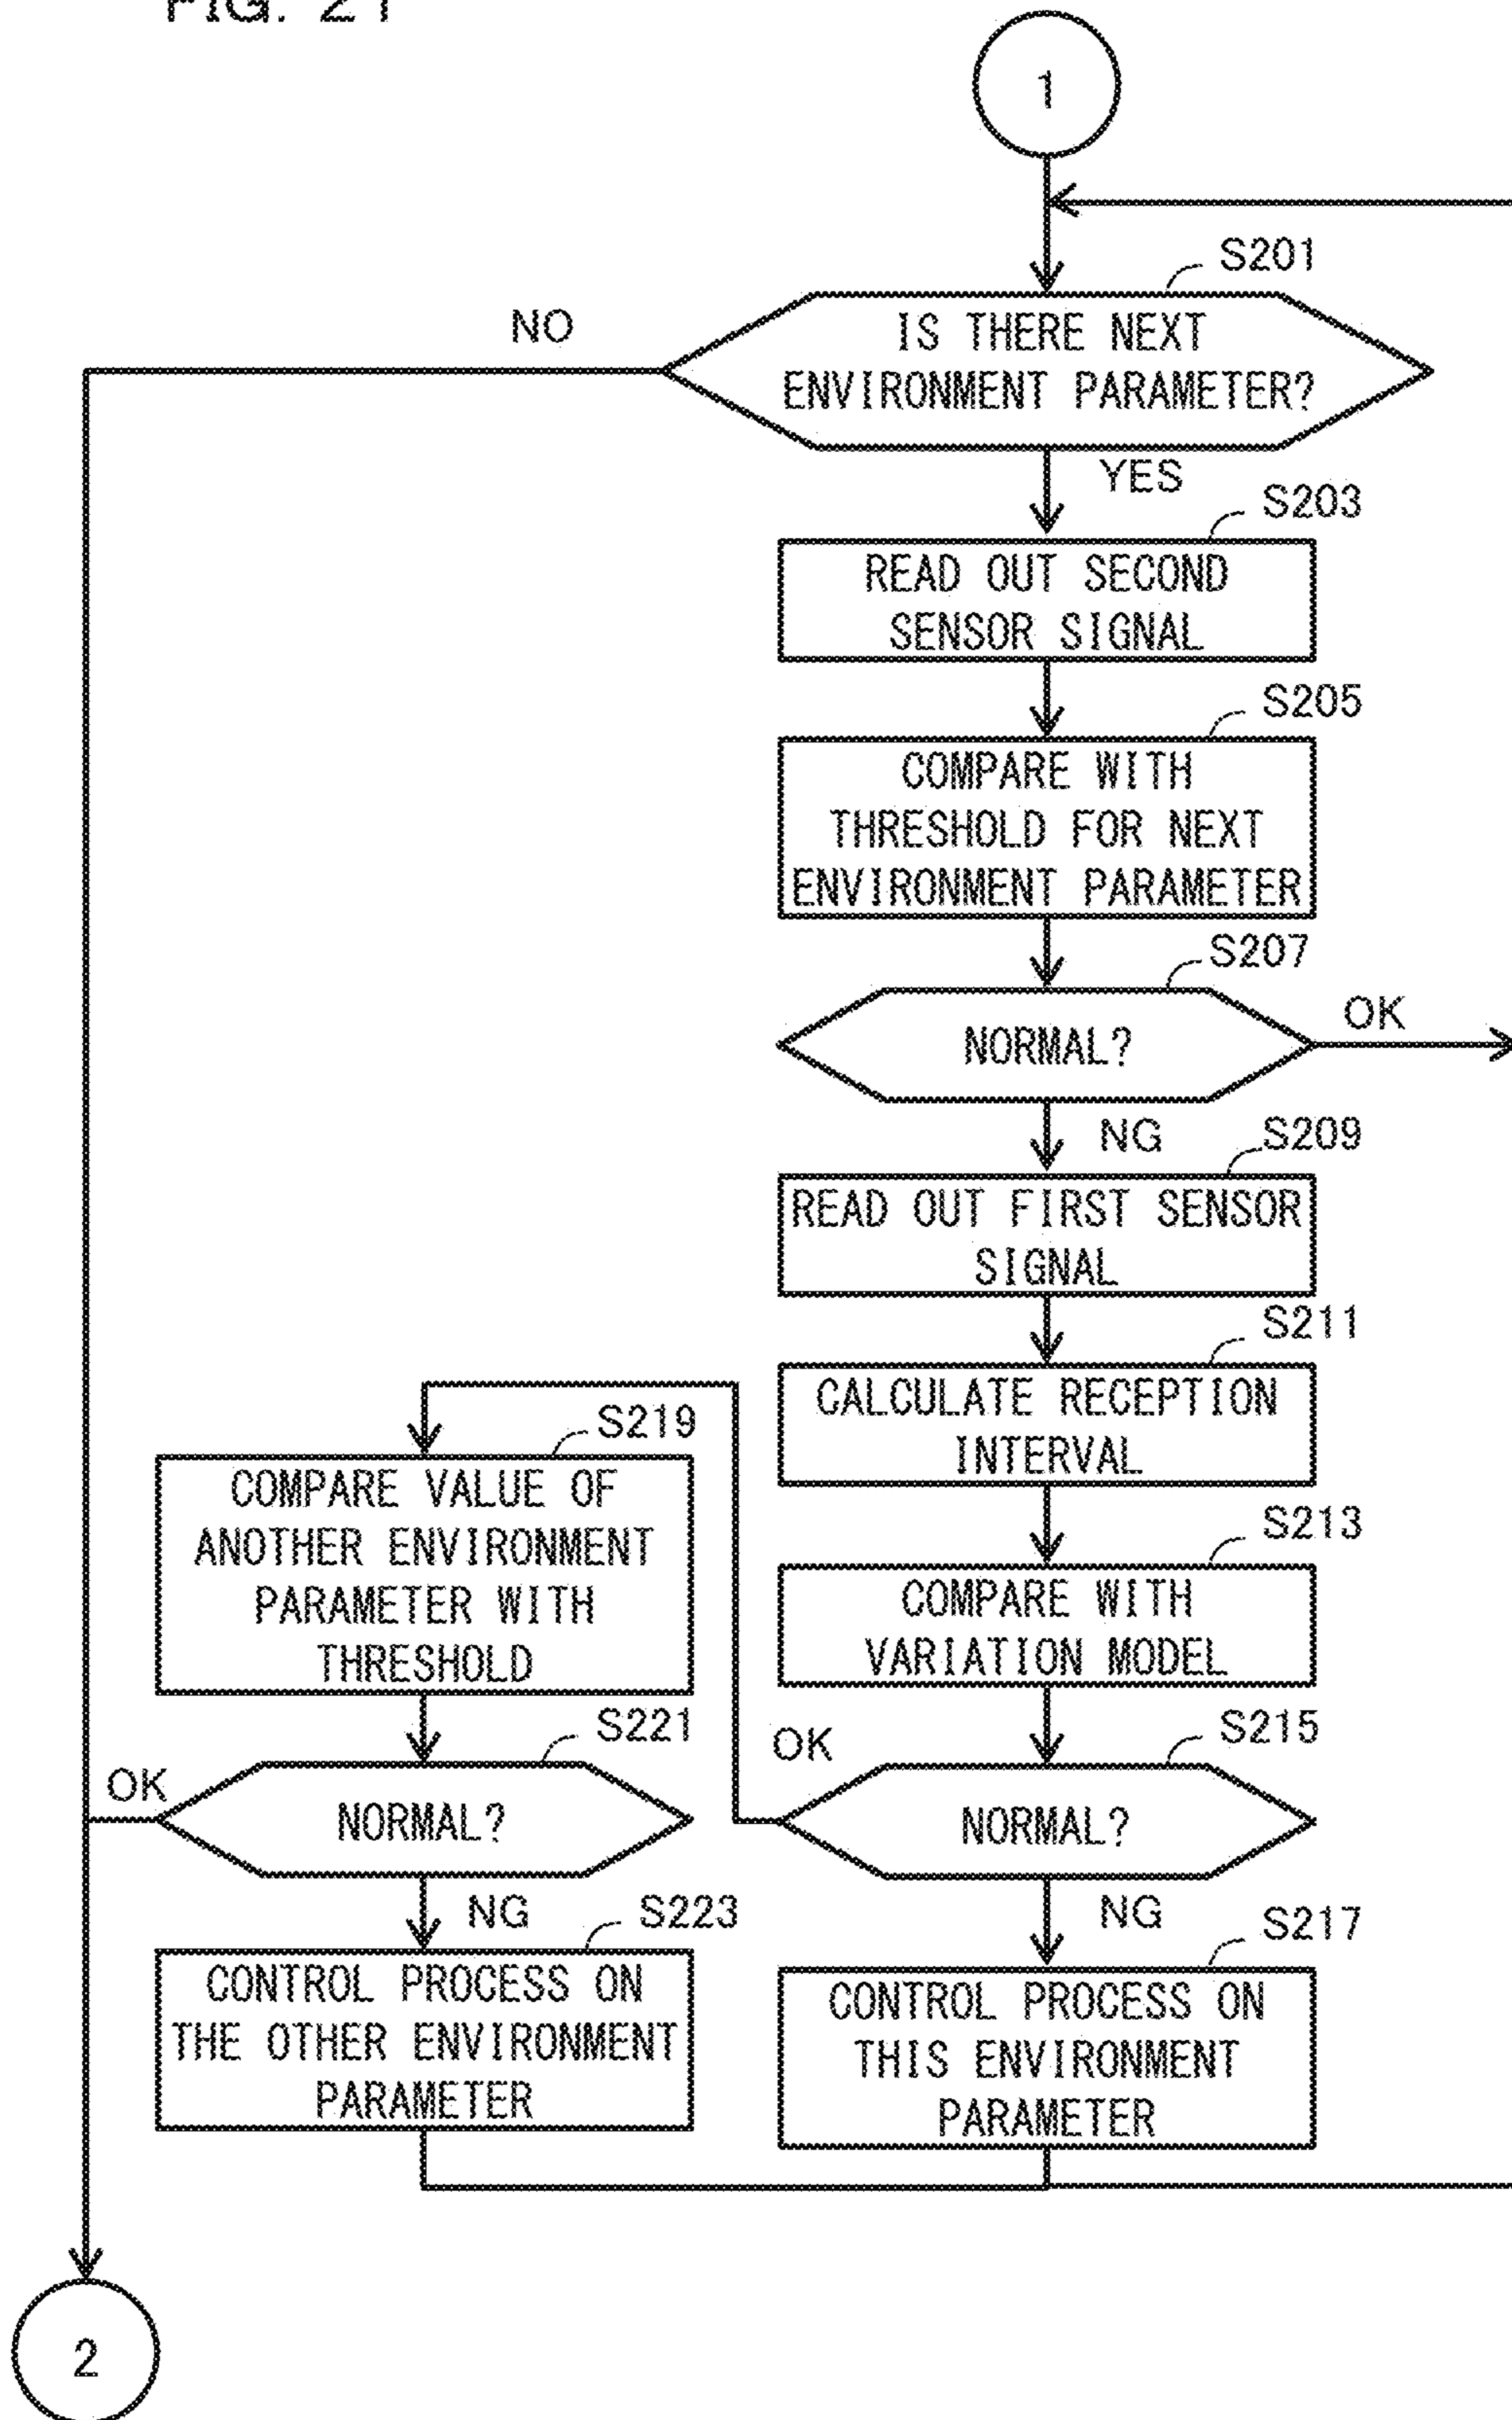 FIG. 21
1
S201
NO
IS THERE NEXT
ENVIRONMENT PARAMETER?
YES
S203
READ OUT SECOND
SENSOR SIGNAL
S205
COMPARE WITH
THRESHOLD FOR NEXT
ENVIRONMENT PARAMETER
S207
OK
NORMAL?
NG
S209
READ OUT FIRST SENSOR
SIGNAL
S211
CALCULATE RECEPTION
INTERVAL
S219
COMPARE VALUE OF
ANOTHER ENVIRONMENT
PARAMETER WITH
THRESHOLD
S213
COMPARE WITH
VARIATION MODEL
S221
OK
NORMAL?
S215
OK
NORMAL?
NG
S223
CONTROL PROCESS ON
THE OTHER ENVIRONMENT
PARAMETER
NG
S217
CONTROL PROCESS ON
THIS ENVIRONMENT
PARAMETER
2